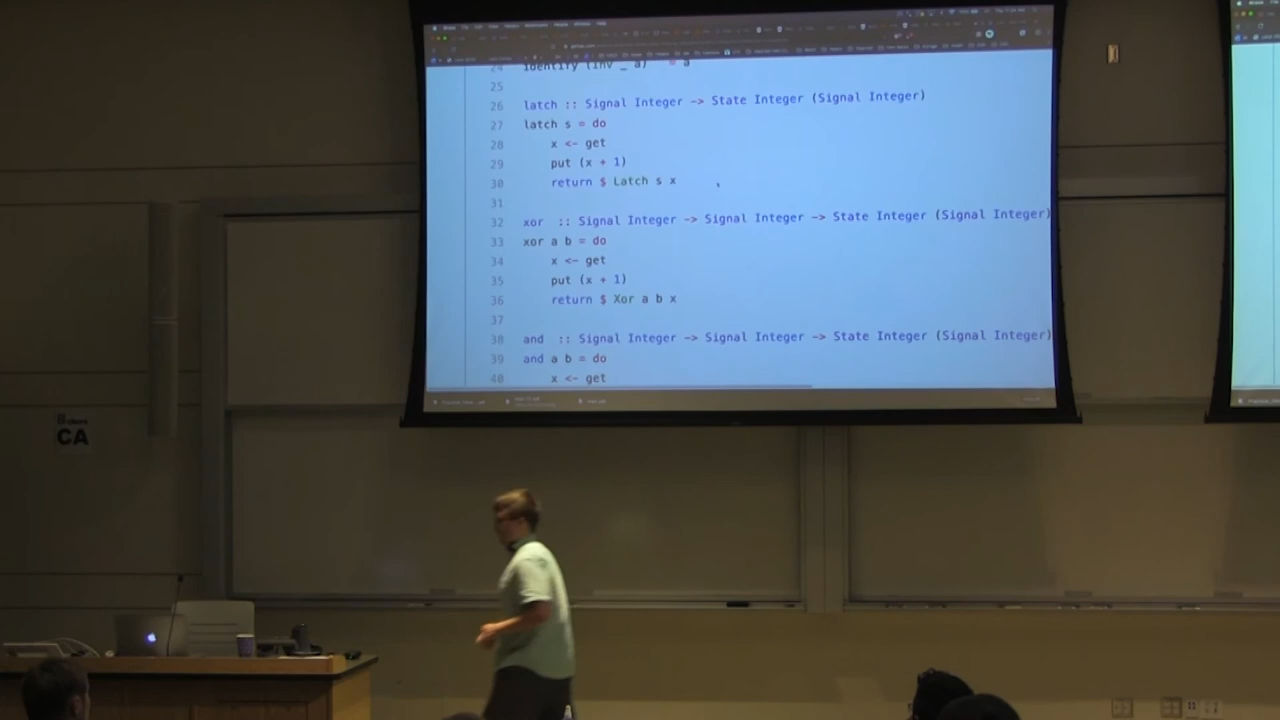 24 identify (Inv _ a) = a
25
26 latch :: Signal Integer -> State Integer (Signal Integer)
27 latch s = do
28 x <- get
29 put (x + 1)
30 return $ Latch s x
31
32 xor :: Signal Integer -> Signal Integer -> State Integer (Signal Integer)
33 xor a b = do
34 x <- get
35 put (x + 1)
36 return $ Xor a b x
37
38 and :: Signal Integer -> Signal Integer -> State Integer (Signal Integer)
39 and a b = do
40 x <- get
CA